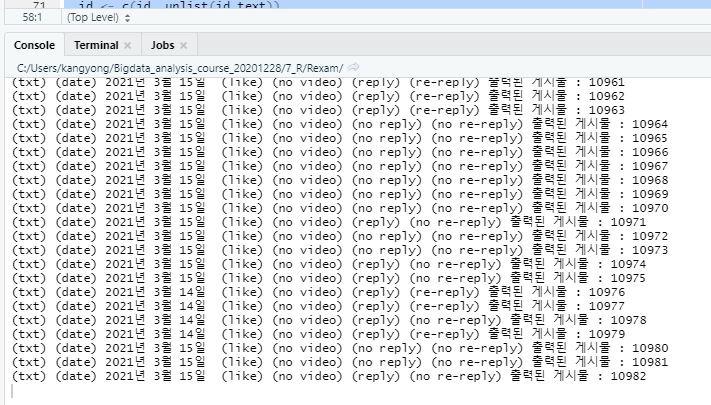 71 id <- c(id, unlist(id_text))
58:1 (Top Level)
Console Terminal × Jobs ×
C:/Users/kangyong/Bigdata_analysis_course_20201228/7_R/Rexam/
(txt) (date) 2021년 3월 15일 (like) (no video) (reply) (re-reply) 출력된 게시물 : 10961
(txt) (date) 2021년 3월 15일 (like) (no video) (reply) (re-reply) 출력된 게시물 : 10962
(txt) (date) 2021년 3월 15일 (like) (no video) (reply) (re-reply) 출력된 게시물 : 10963
(txt) (date) 2021년 3월 15일 (like) (no video) (no reply) (no re-reply) 출력된 게시물 : 10964
(txt) (date) 2021년 3월 15일 (like) (no video) (no reply) (no re-reply) 출력된 게시물 : 10965
(txt) (date) 2021년 3월 15일 (like) (no video) (no reply) (no re-reply) 출력된 게시물 : 10966
(txt) (date) 2021년 3월 15일 (like) (no video) (no reply) (no re-reply) 출력된 게시물 : 10967
(txt) (date) 2021년 3월 15일 (like) (no video) (no reply) (no re-reply) 출력된 게시물 : 10968
(txt) (date) 2021년 3월 15일 (like) (no video) (no reply) (no re-reply) 출력된 게시물 : 10969
(txt) (date) 2021년 3월 15일 (like) (no video) (no reply) (no re-reply) 출력된 게시물 : 10970
(txt) (date) 2021년 3월 15일 (like) (no video) (reply) (no re-reply) 출력된 게시물 : 10971
(txt) (date) 2021년 3월 15일 (like) (no video) (no reply) (no re-reply) 출력된 게시물 : 10972
(txt) (date) 2021년 3월 15일 (like) (no video) (no reply) (no re-reply) 출력된 게시물 : 10973
(txt) (date) 2021년 3월 15일 (like) (no video) (reply) (no re-reply) 출력된 게시물 : 10974
(txt) (date) 2021년 3월 15일 (like) (no video) (reply) (no re-reply) 출력된 게시물 : 10975
(txt) (date) 2021년 3월 14일 (like) (no video) (reply) (re-reply) 출력된 게시물 : 10976
(txt) (date) 2021년 3월 14일 (like) (no video) (reply) (re-reply) 출력된 게시물 : 10977
(txt) (date) 2021년 3월 14일 (like) (no video) (reply) (no re-reply) 출력된 게시물 : 10978
(txt) (date) 2021년 3월 14일 (like) (no video) (reply) (re-reply) 출력된 게시물 : 10979
(txt) (date) 2021년 3월 15일 (like) (no video) (no reply) (no re-reply) 출력된 게시물 : 10980
(txt) (date) 2021년 3월 15일 (like) (no video) (no reply) (no re-reply) 출력된 게시물 : 10981
(txt) (date) 2021년 3월 15일 (like) (no video) (reply) (no re-reply) 출력된 게시물 : 10982